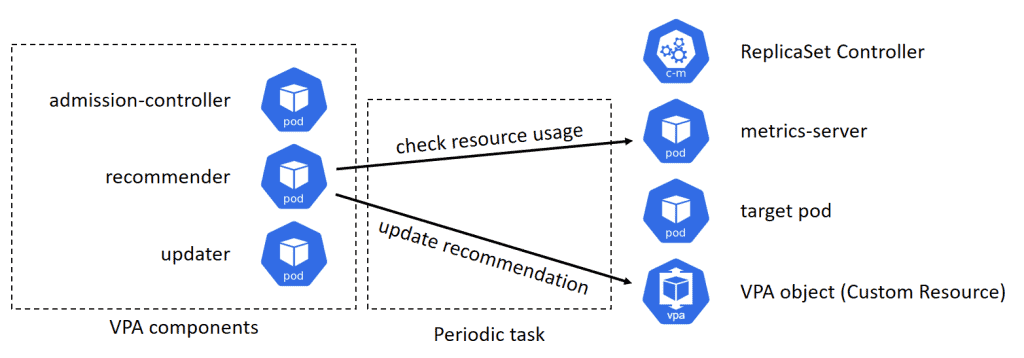 ReplicaSet Controller
c-m
admission-controller
pod
check resource usage
metrics-server
pod
recommender
pod
target pod
pod
update recommendation
updater
pod
VPA object (Custom Resource)
vpa
VPA components
Periodic task